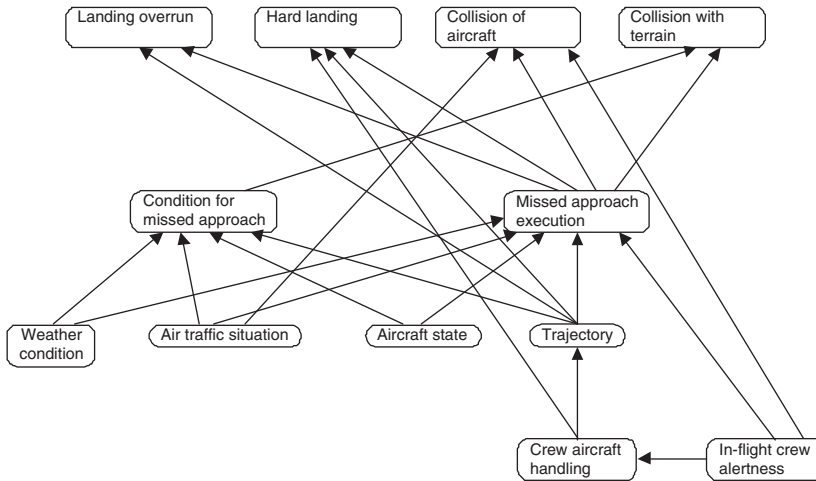 Landing overrun
Hard landing
Collision of
aircraft
Collision with
terrain
Condition for
missed approach
Missed approach
execution
Weather
condition
Air traffic situation
Aircraft state
Trajectory
Crew aircraft
handling
In-flight crew
alertness